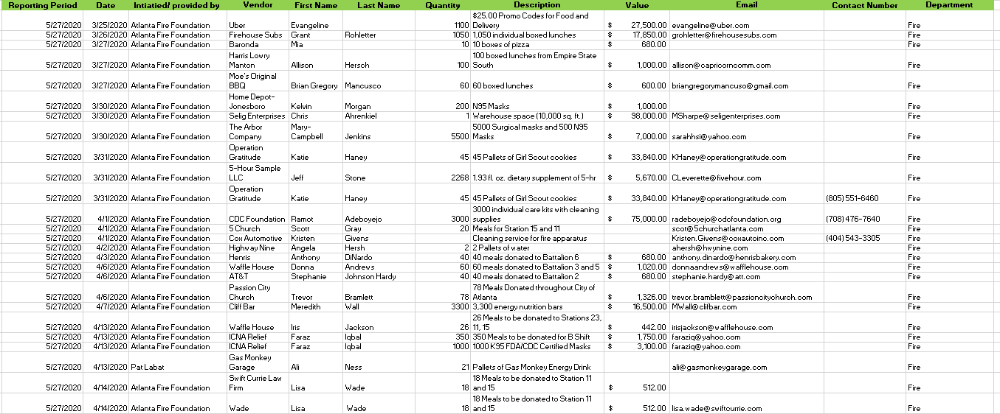 Reporting Period Date Intiatied/ provided by Vendor First Name Last Name Quantity Description Value Email Contact Number Department
5/27/2020 3/25/2020 Atlanta Fire Foundation Uber Evangeline 1100 $25.00 Promo Codes for Food and Delivery $ 27,500.00 evangeline@uber.com Fire
5/27/2020 3/26/2020 Atlanta Fire Foundation Firehouse Subs Grant Rohletter 1050 1,050 individual boxed lunches $ 17,850.00 grohletter@firehousesubs.com Fire
5/27/2020 3/27/2020 Atlanta Fire Foundation Baronda Mia 10 10 boxes of pizza $ 680.00 Fire
5/27/2020 3/27/2020 Atlanta Fire Foundation Harris Lowry Manton Allison Hersch 100 100 boxed lunches from Empire State South $ 1,000.00 allison@capricorncomm.com Fire
5/27/2020 3/27/2020 Atlanta Fire Foundation Moe's Original BBQ Brian Gregory Mancusco 60 60 boxed lunches $ 600.00 briangregorymancuso@gmail.com Fire
5/27/2020 3/30/2020 Atlanta Fire Foundation Home Depot- Jonesboro Kelvin Morgan 200 N95 Masks $ 1,000.00 Fire
5/27/2020 3/30/2020 Atlanta Fire Foundation Selig Enterprises Chris Ahrenkiel 1 Warehouse space (10,000 sq. ft.) $ 98,000.00 MSharpe@seligenterprises.com Fire
5/27/2020 3/30/2020 Atlanta Fire Foundation The Arbor Company Mary- Campbell Jenkins 5500 5000 Surgical masks and 500 N95 Masks $ 7,000.00 sarahhsi@yahoo.com Fire
5/27/2020 3/31/2020 Atlanta Fire Foundation Operation Gratitude Katie Haney 45 45 Pallets of Girl Scout cookies $ 33,840.00 KHaney@operationgratitude.com Fire
5/27/2020 3/31/2020 Atlanta Fire Foundation 5-Hour Sample LLC Jeff Stone 2268 1.93 fl. oz. dietary supplement of 5-hr $ 5,670.00 CLeverette@fivehour.com Fire
5/27/2020 3/31/2020 Atlanta Fire Foundation Operation Gratitude Katie Haney 45 45 Pallets of Girl Scout cookies $ 33,840.00 KHaney@operationgratitude.com (805) 551-6460 Fire
5/27/2020 4/1/2020 Atlanta Fire Foundation CDC Foundation Ramot Adeboyejo 3000 3000 individual care kits with cleaning supplies $ 75,000.00 radeboyejo@cdcfoundation.org (708) 476-7640 Fire
5/27/2020 4/1/2020 Atlanta Fire Foundation 5 Church Scott Gray 20 Meals for Station 15 and 11 scot@5churchatlanta.com Fire
5/27/2020 4/1/2020 Atlanta Fire Foundation Cox Automotive Kristen Givens Cleaning service for fire apparatus Kristen.Givens@coxautoinc.com (404) 543-3305 Fire
5/27/2020 4/2/2020 Atlanta Fire Foundation Highway Nine Angela Hersh 2 2 Pallets of water ahersh@hwynine.com Fire
5/27/2020 4/3/2020 Atlanta Fire Foundation Henris Anthony DiNardo 40 40 meals donated to Battalion 6 $ 680.00 anthony.dinardo@henrisbakery.com Fire
5/27/2020 4/6/2020 Atlanta Fire Foundation Waffle House Donna Andrews 60 60 meals donated to Battalion 3 and 5 $ 1,020.00 donnaandrews@wafflehouse.com Fire
5/27/2020 4/6/2020 Atlanta Fire Foundation AT&T Stephanie Johnson Hardy 40 40 meals donated to Battalion 2 $ 680.00 stephanie.hardy@att.com Fire
5/27/2020 4/6/2020 Atlanta Fire Foundation Passion City Church Trevor Bramlett 78 78 Meals Donated throughout City of Atlanta $ 1,326.00 trevor.bramblett@passioncitychurch.com Fire
5/27/2020 4/7/2020 Atlanta Fire Foundation Cliff Bar Meredith Wall 3300 3,300 energy nutrition bars $ 16,500.00 MWall@clifbar.com Fire
5/27/2020 4/13/2020 Atlanta Fire Foundation Waffle House Iris Jackson 26 26 Meals to be donated to Stations 23, 11, 15 $ 442.00 irisjackson@wafflehouse.com Fire
5/27/2020 4/13/2020 Atlanta Fire Foundation ICNA Relief Faraz Iqbal 350 350 Meals to be donated for B Shift $ 1,750.00 faraziq@yahoo.com Fire
5/27/2020 4/13/2020 Atlanta Fire Foundation ICNA Relief Faraz Iqbal 1000 1000 K95 FDA/CDC Certified Masks $ 3,100.00 faraziq@yahoo.com Fire
5/27/2020 4/13/2020 Pat Labat Gas Monkey Garage Ali Ness 21 Pallets of Gas Monkey Energy Drink ali@gasmonkeygarage.com Fire
5/27/2020 4/14/2020 Atlanta Fire Foundation Swift Currie Law Firm Lisa Wade 18 18 Meals to be donated to Station 11 and 15 $ 512.00 Fire
5/27/2020 4/14/2020 Atlanta Fire Foundation Wade Lisa Wade 18 18 Meals to be donated to Station 11 and 15 $ 512.00 lisa.wade@swiftcurrie.com Fire